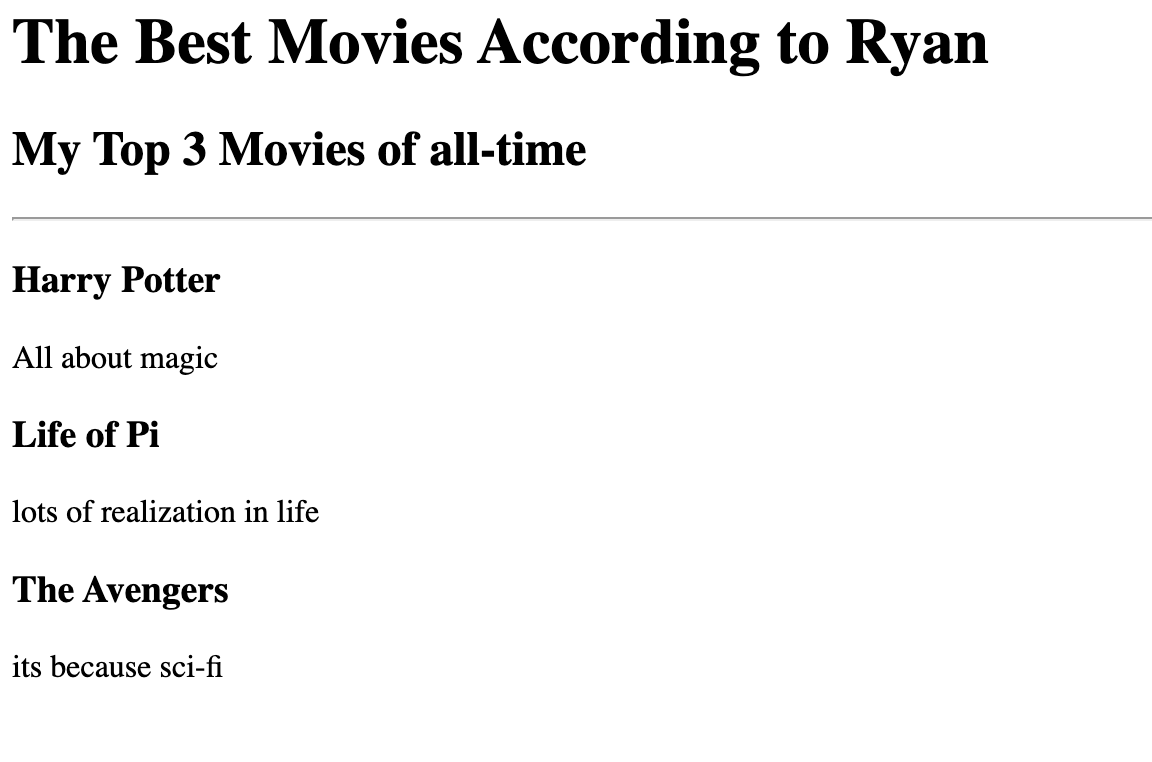 The Best Movies According to Ryan
My Top 3 Movies of all-time
Harry Potter
All about magic
Life of Pi
lots of realization in life
The Avengers
its because sci-fi